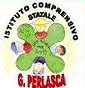 ISTITUTO COMPRENSIVO
STATALE
G. PERLASCA